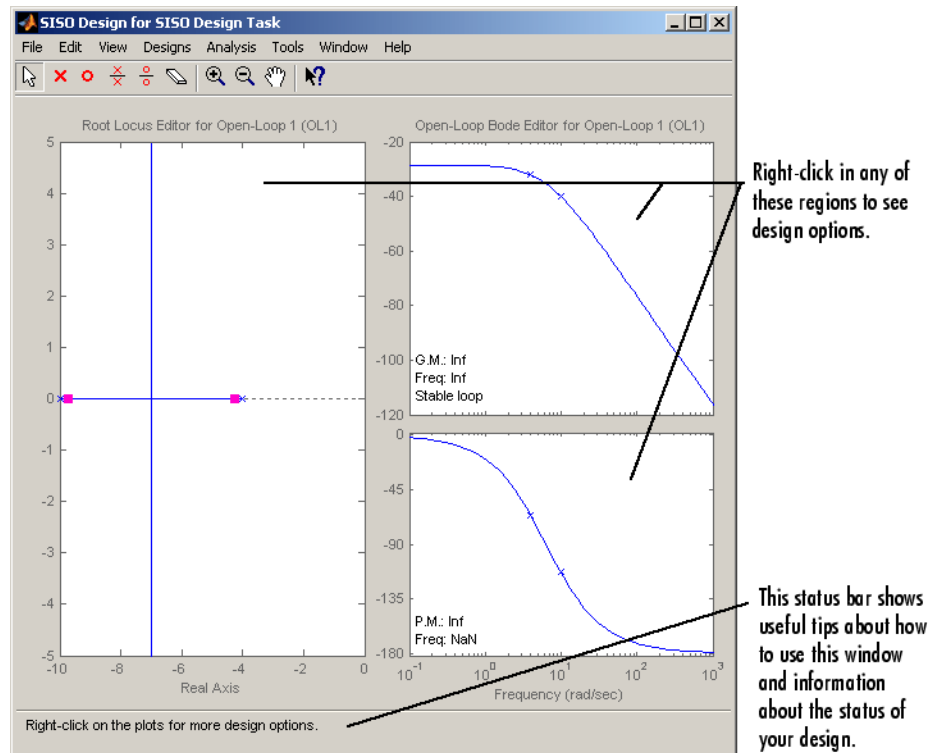 SISO Design for SISO Design Task
File Edit View Designs Analysis Tools Window Help
Root Locus Editor for Open-Loop 1 (OL1)
5
4
3
2
1
0
-1
-2
-3
-4
-5
-10 -8 -6 -4 -2 0
Real Axis
Open-Loop Bode Editor for Open-Loop 1 (OL1)
-20
-40
-60
-80
-100
-120
G.M.: Inf
Freq: Inf
Stable loop
0
-45
-90
-135
-180
P.M.: Inf
Freq: NaN
10^-1 10^0 10^1 10^2 10^3
Frequency (rad/sec)
Right-click on the plots for more design options.
Right-click in any of
these regions to see
design options.
This status bar shows
useful tips about how
to use this window
and information
about the status of
your design.